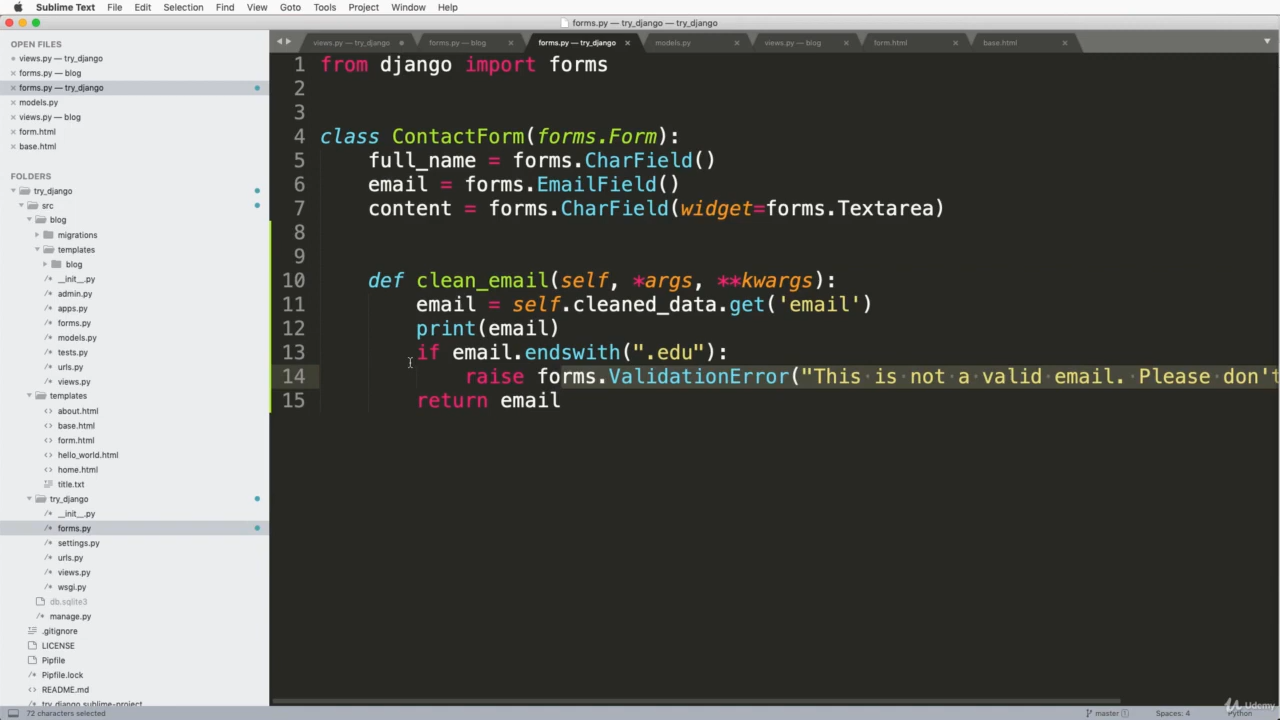 Sublime Text File Edit Selection Find View Goto Tools Project Window Help
forms.py — try_django — try_django
OPEN FILES
views.py — try_django
forms.py — blog
forms.py — try_django
models.py
views.py — blog
form.html
base.html
FOLDERS
try_django
src
blog
migrations
templates
blog
__init__.py
admin.py
apps.py
forms.py
models.py
tests.py
urls.py
views.py
templates
about.html
base.html
form.html
hello_world.html
home.html
title.txt
try_django
__init__.py
forms.py
settings.py
urls.py
views.py
wsgi.py
db.sqlite3
manage.py
.gitignore
LICENSE
Pipfile
Pipfile.lock
README.md
try_django.sublime-project
views.py — try_django forms.py — blog forms.py — try_django models.py views.py — blog form.html base.html
1 from django import forms
2
3
4 class ContactForm(forms.Form):
5 full_name = forms.CharField()
6 email = forms.EmailField()
7 content = forms.CharField(widget=forms.Textarea)
8
9
10 def clean_email(self, *args, **kwargs):
11 email = self.cleaned_data.get('email')
12 print(email)
13 if email.endswith(".edu"):
14 raise forms.ValidationError("This is not a valid email. Please don't
15 return email
72 characters selected
master 1 Spaces: 4 Python
Udemy